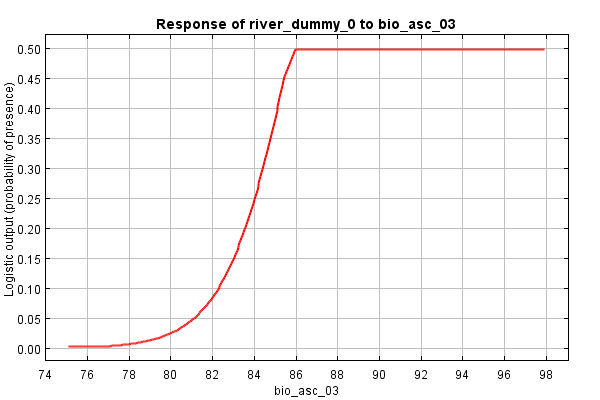 Response of river_dummy_0 to bio_asc_03
Logistic output (probability of presence)
0.50
0.45
0.40
0.35
0.30
0.25
0.20
0.15
0.10
0.05
0.00
74 76 78 80 82 84 86 88 90 92 94 96 98
bio_asc_03